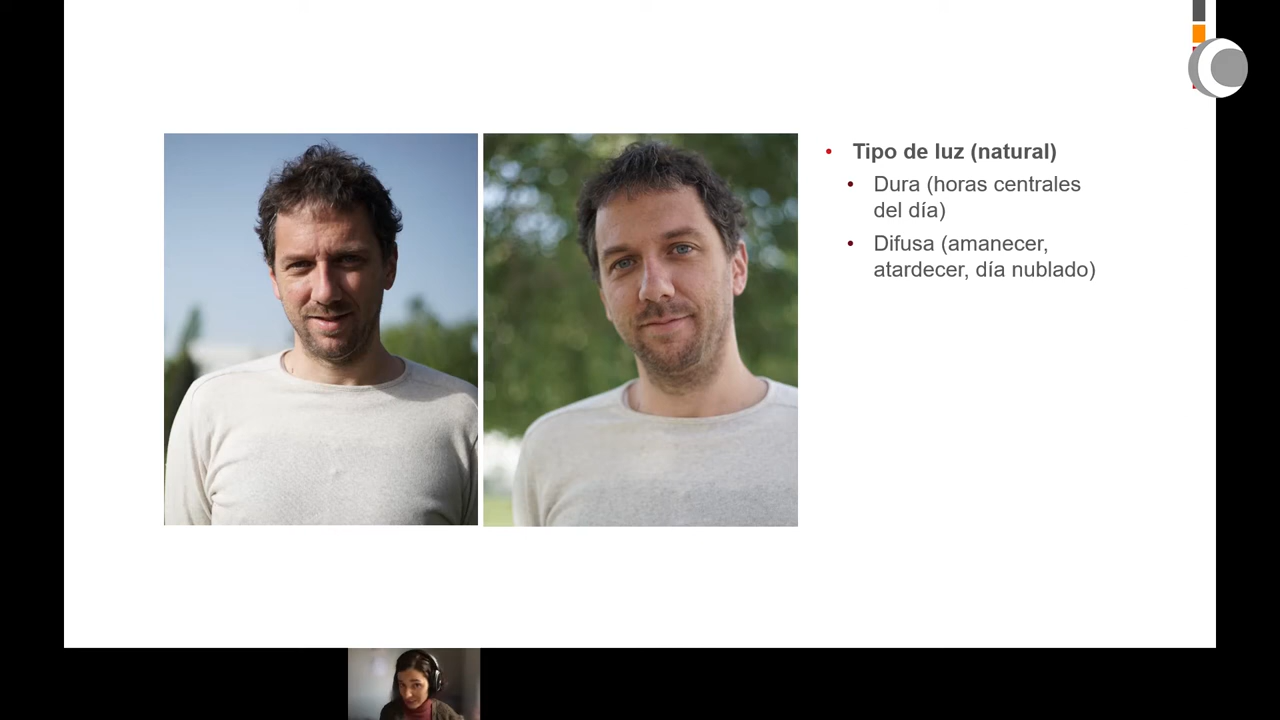 Tipo de luz (natural)
Dura (horas centrales
del día)
Difusa (amanecer,
atardecer, día nublado)